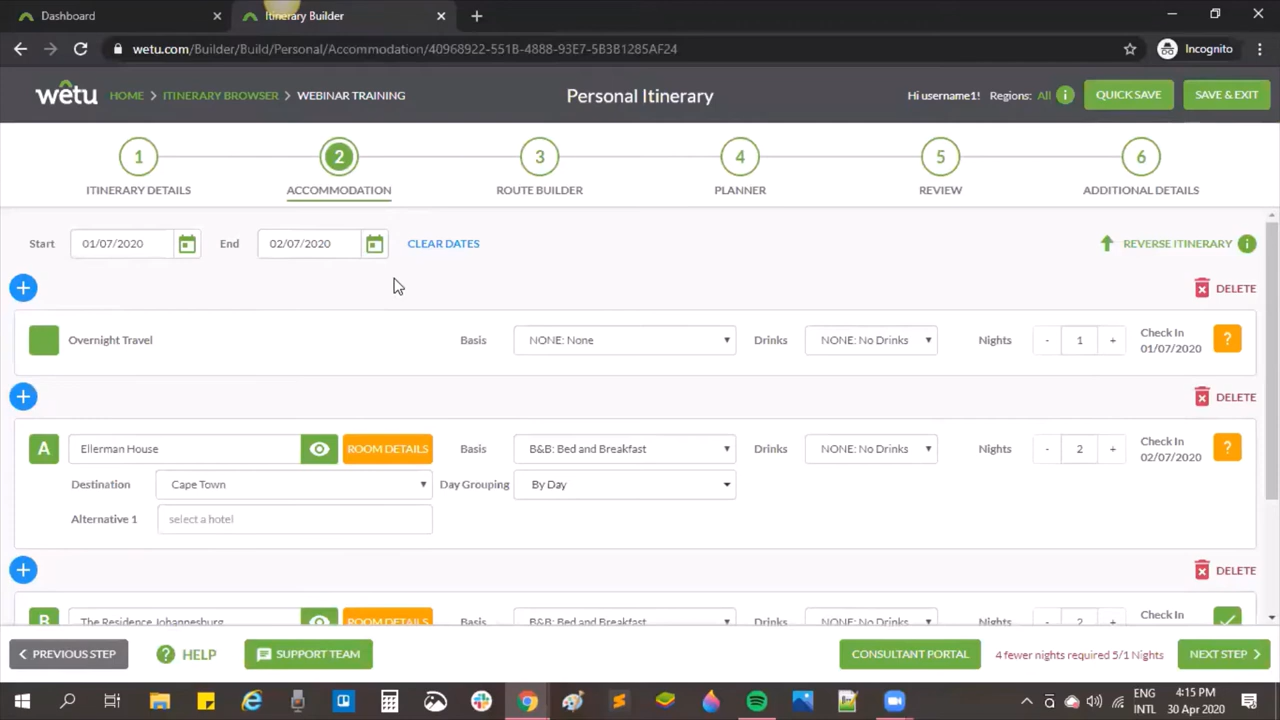 Dashboard
Itinerary Builder
wetu.com/Builder/Build/Personal/Accommodation/40968922-551B-4888-93E7-5B3B1285AF24
Incognito
wetu
HOME > ITINERARY BROWSER > WEBINAR TRAINING
Personal Itinerary
Hi username1! Regions: All i
QUICK SAVE
SAVE & EXIT
1 2 3 4 5 6
ITINERARY DETAILS ACCOMMODATION ROUTE BUILDER PLANNER REVIEW ADDITIONAL DETAILS
Start 01/07/2020 End 02/07/2020 CLEAR DATES REVERSE ITINERARY i
DELETE
Overnight Travel Basis NONE: None Drinks NONE: No Drinks Nights - 1 + Check In 01/07/2020 ?
DELETE
A Ellerman House ROOM DETAILS Basis B&B: Bed and Breakfast Drinks NONE: No Drinks Nights - 2 + Check In 02/07/2020 ?
Destination Cape Town Day Grouping By Day
Alternative 1 select a hotel
DELETE
B The Residence Johannesburg ROOM DETAILS Basis B&B: Bed and Breakfast Drinks NONE: No Drinks Nights - 2 + Check In
PREVIOUS STEP ? HELP SUPPORT TEAM CONSULTANT PORTAL 4 fewer nights required 5/1 Nights NEXT STEP
ENG INTL
4:15 PM
30 Apr 2020